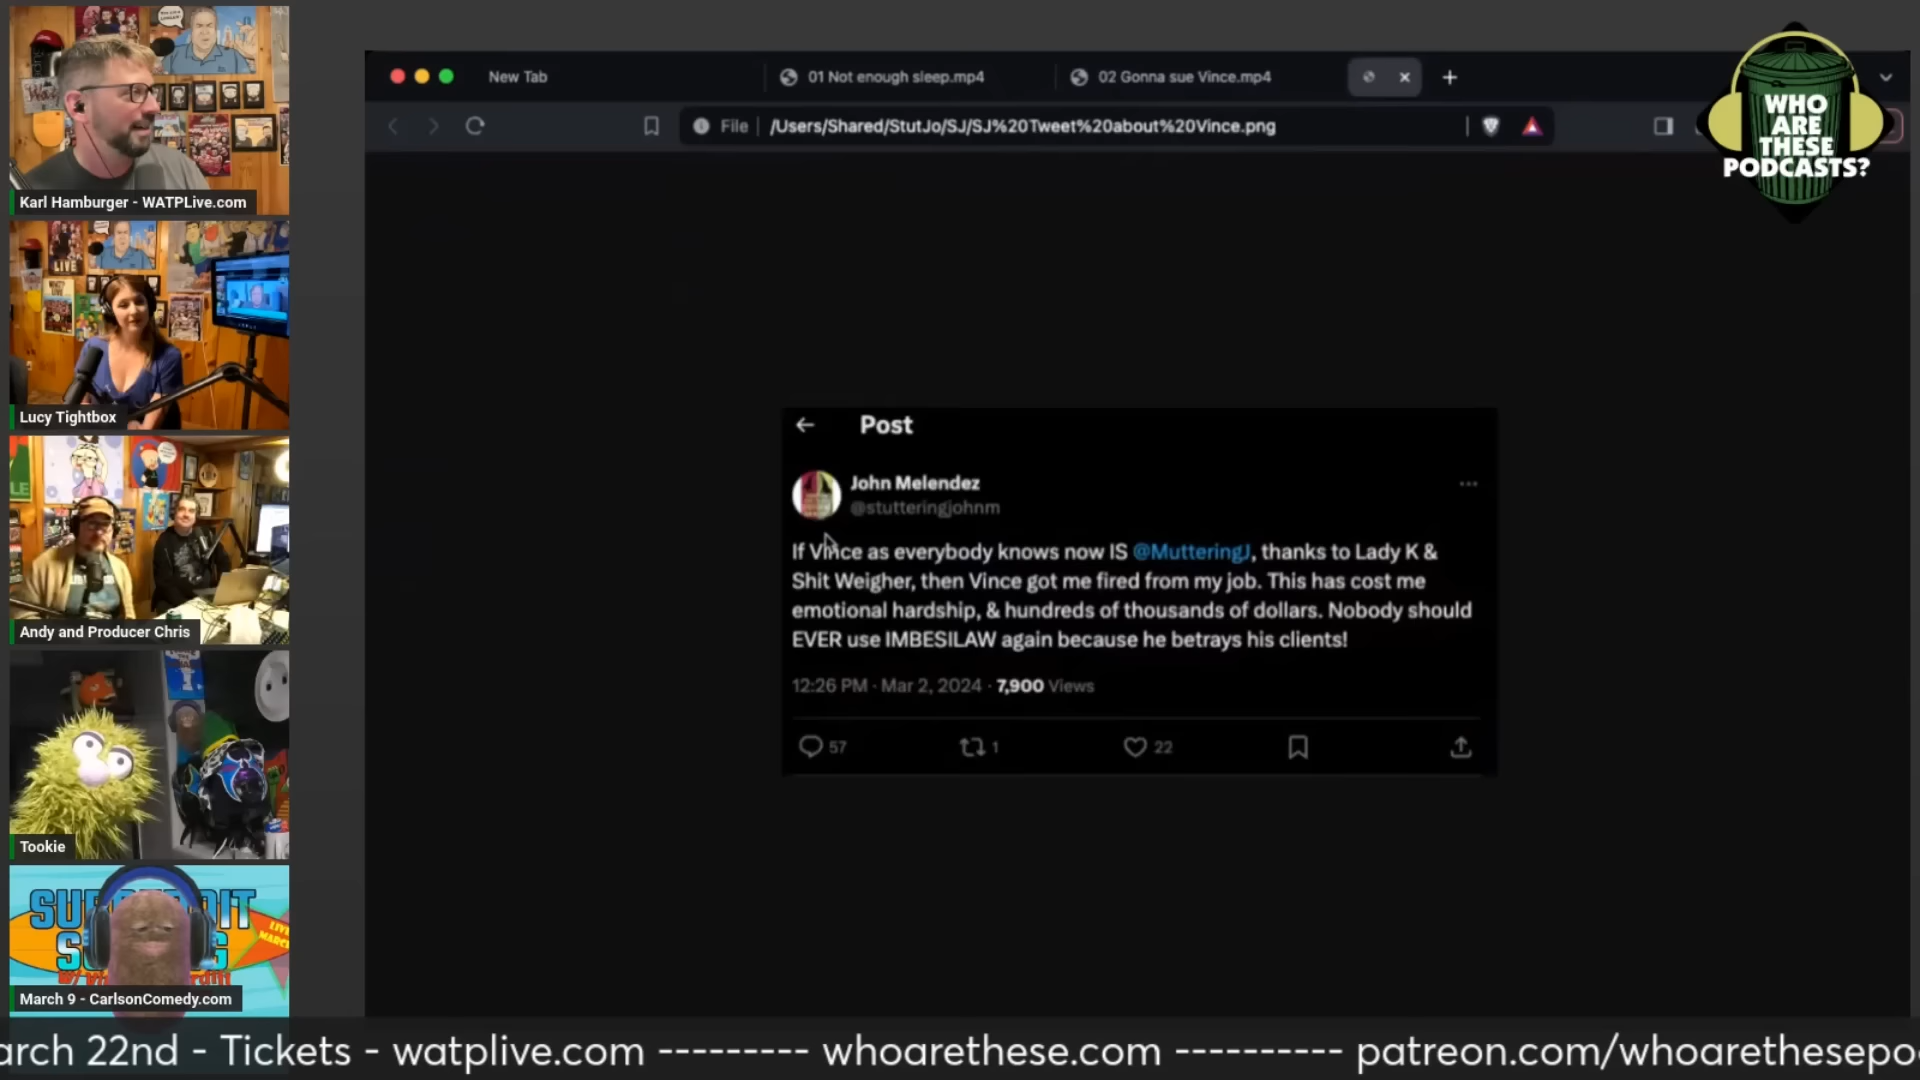 New Tab
01 Not enough sleep.mp4
02 Gonna sue Vince.mp4
File
/Users/Shared/StutJo/SJ/SJ%20Tweet%20about%20Vince.png
WHO
ARE
THESE
PODCASTS?
Karl Hamburger - WATPLive.com
LIVE
Lucy Tightbox
Andy and Producer Chris
Tookie
March 9 - CarlsonComedy.com
Post
John Melendez
@stutteringjohnm
If Vince as everybody knows now IS @MutteringJ, thanks to Lady K &
Shit Weigher, then Vince got me fired from my job. This has cost me
emotional hardship, & hundreds of thousands of dollars. Nobody should
EVER use IMBESILAW again because he betrays his clients!
12:26 PM · Mar 2, 2024 · 7,900 Views
57
1
22
arch 22nd - Tickets - watplive.com --------- whoarethese.com ---------- patreon.com/whoarethesepo